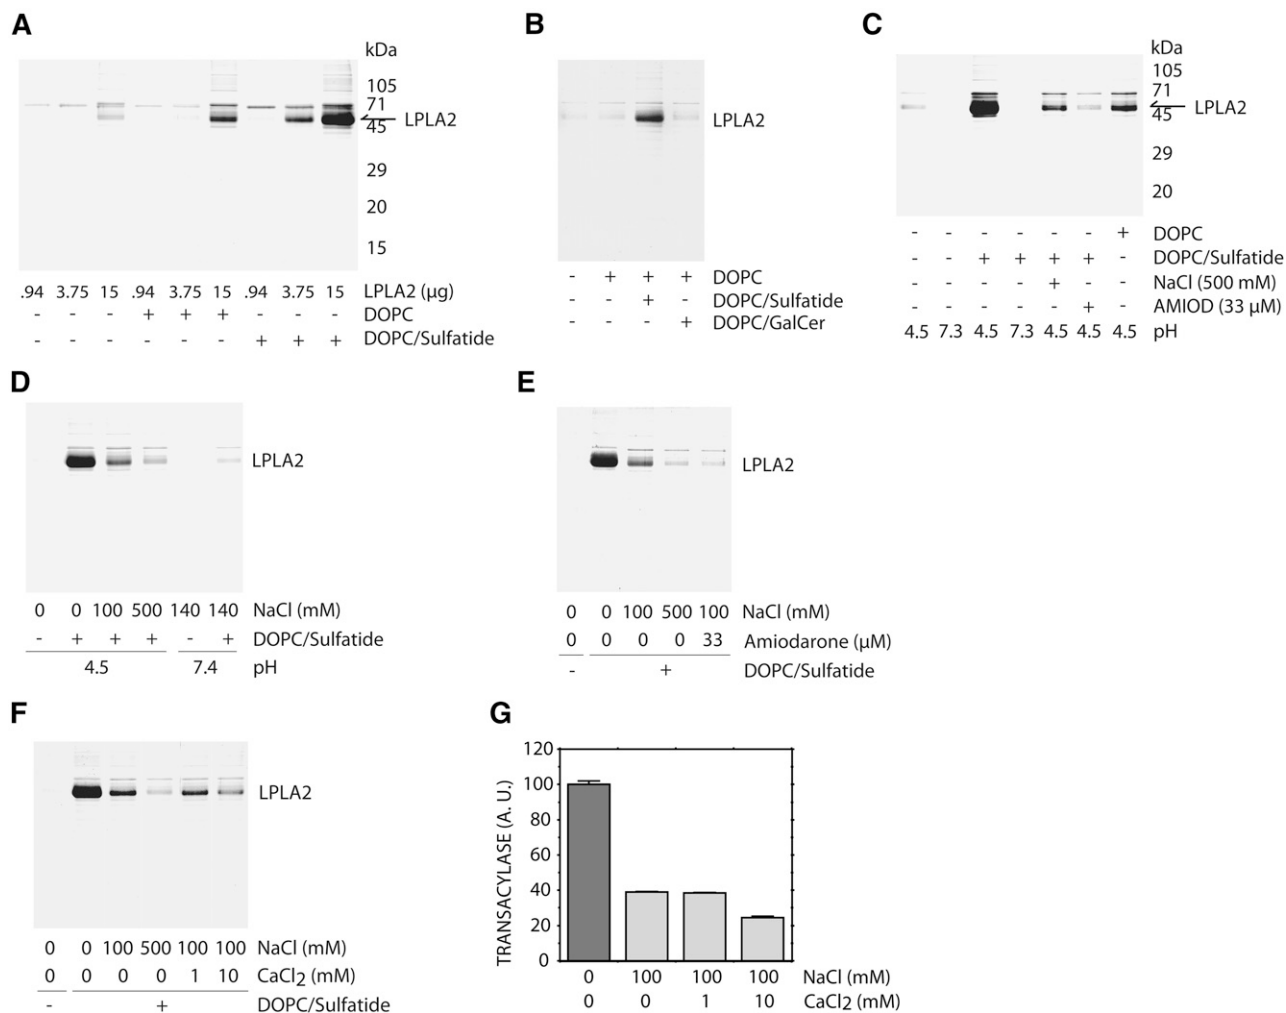 A
kDa
105
71
45
LPLA2
29
20
15
.94 3.75 15 .94 3.75 15 .94 3.75 15 LPLA2 (µg)
- - - + + + - - - DOPC
- - - - - - + + + DOPC/Sulfatide
B
LPLA2
- + + + DOPC
- - + - DOPC/Sulfatide
- - - + DOPC/GalCer
C
kDa
105
71
45
LPLA2
29
20
- - - - - - + DOPC
- - + + + + - DOPC/Sulfatide
- - - - + - - NaCl (500 mM)
- - - - - + - AMIOD (33 µM)
4.5 7.3 4.5 7.3 4.5 4.5 4.5 pH
D
LPLA2
0 0 100 500 140 140 NaCl (mM)
- + + + - + DOPC/Sulfatide
4.5 7.4 pH
E
LPLA2
0 0 100 500 100 NaCl (mM)
0 0 0 0 33 Amiodarone (µM)
- + DOPC/Sulfatide
F
LPLA2
0 0 100 500 100 100 NaCl (mM)
0 0 0 0 1 10 CaCl2 (mM)
- + DOPC/Sulfatide
G
TRANSACYLASE (A. U.)
120
100
80
60
40
20
0
0 100 100 100 NaCl (mM)
0 0 1 10 CaCl2 (mM)